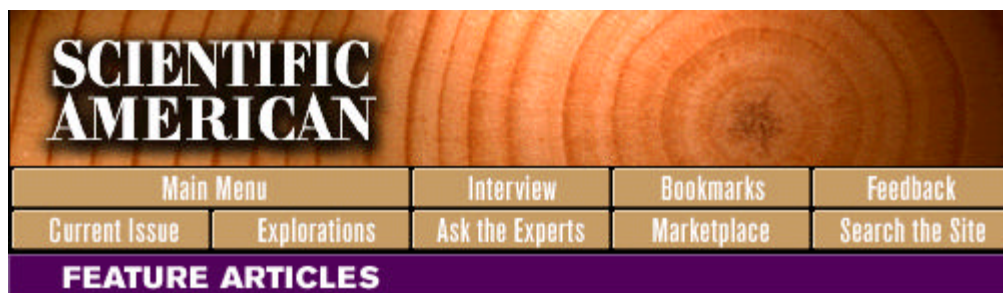 SCIENTIFIC
AMERICAN
Main Menu Interview Bookmarks Feedback
Current Issue Explorations Ask the Experts Marketplace Search the Site
FEATURE ARTICLES